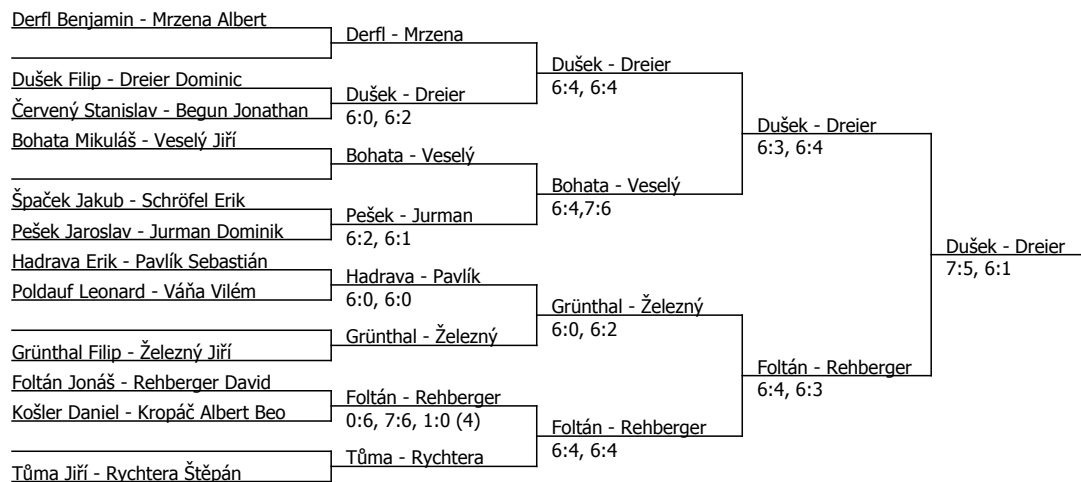 Derfl Benjamin - Mrzena Albert
Dušek Filip - Dreier Dominic
Červený Stanislav - Begun Jonathan
Bohata Mikuláš - Veselý Jiří
Špaček Jakub - Schröfel Erik
Pešek Jaroslav - Jurman Dominik
Hadrava Erik - Pavlík Sebastián
Poldauf Leonard - Váňa Vilém
Grünthal Filip - Železný Jiří
Foltán Jonáš - Rehberger David
Košler Daniel - Kropáč Albert Beo
Tůma Jiří - Rychtera Štěpán
Derfl - Mrzena
Dušek - Dreier
6:0, 6:2
Bohata - Veselý
Pešek - Jurman
6:2, 6:1
Hadrava - Pavlík
6:0, 6:0
Grünthal - Železný
Foltán - Rehberger
0:6, 7:6, 1:0 (4)
Tůma - Rychtera
Dušek - Dreier
6:4, 6:4
Bohata - Veselý
6:4,7:6
Grünthal - Železný
6:0, 6:2
Foltán - Rehberger
6:4, 6:4
Dušek - Dreier
6:3, 6:4
Foltán - Rehberger
6:4, 6:3
Dušek - Dreier
7:5, 6:1